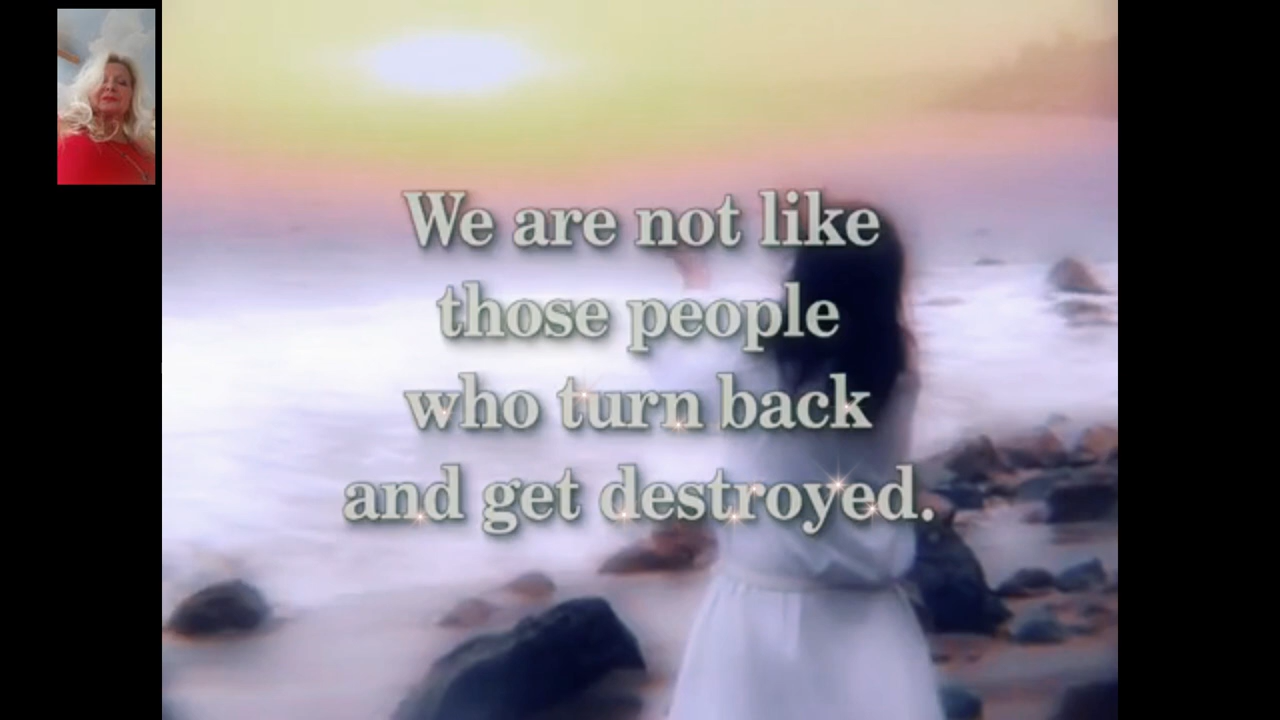 We are not like
those people
who turn back
and get destroyed.